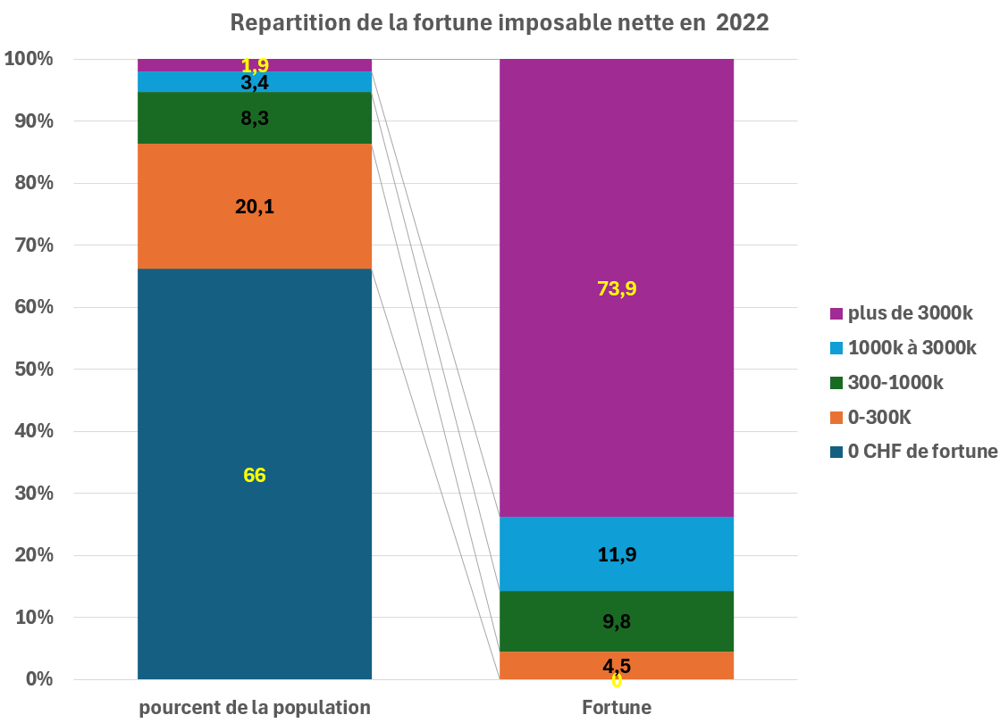 Repartition de la fortune imposable nette en  2022
100%
90%
80%
70%
60%
50%
40%
30%
20%
10%
0%
1,9
3,4
8,3
20,1
66
73,9
11,9
9,8
4,5
0
pourcent de la population
Fortune
plus de 3000k
1000k à 3000k
300-1000k
0-300K
0 CHF de fortune